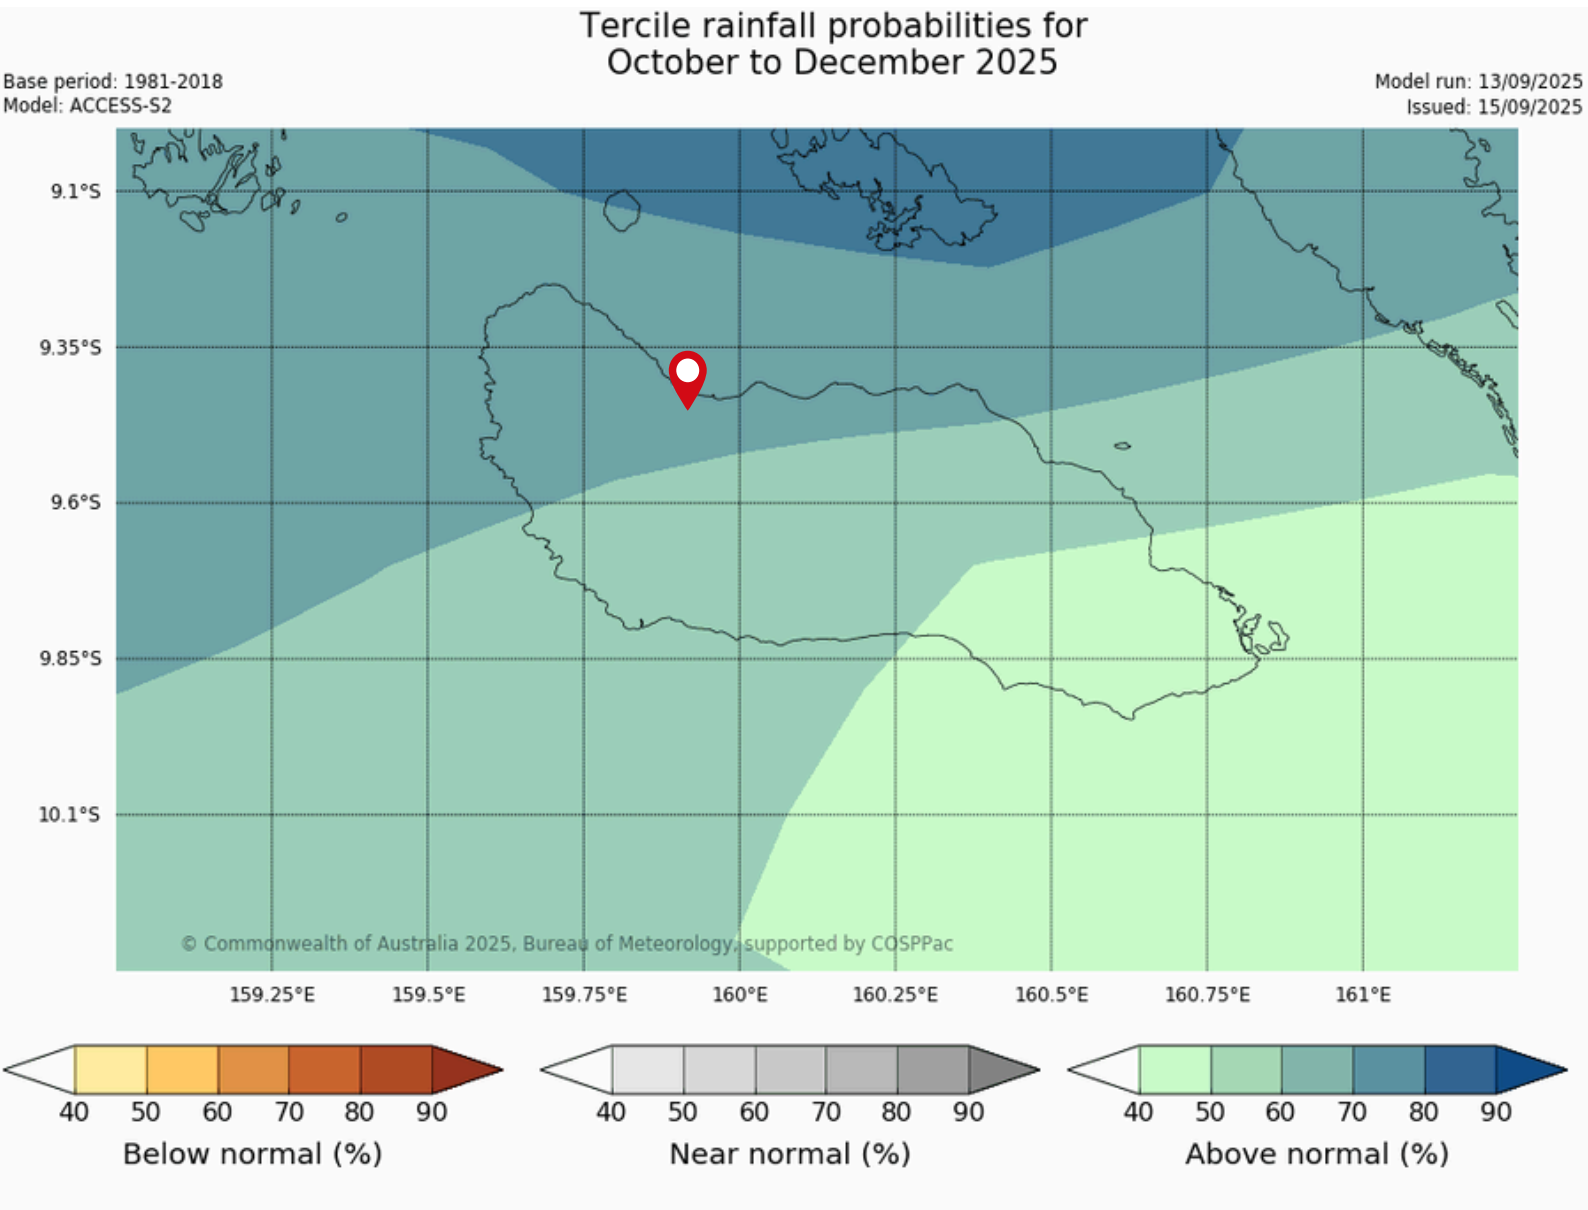 Tercile rainfall probabilities for
October to December 2025
Base period: 1981-2018
Model: ACCESS-S2
Model run: 13/09/2025
Issued: 15/09/2025
9.1°S
9.35°S
9.6°S
9.85°S
10.1°S
© Commonwealth of Australia 2025, Bureau of Meteorology, supported by COSPPac
159.25°E 159.5°E 159.75°E 160°E 160.25°E 160.5°E 160.75°E 161°E
40 50 60 70 80 90
Below normal (%)
40 50 60 70 80 90
Near normal (%)
40 50 60 70 80 90
Above normal (%)